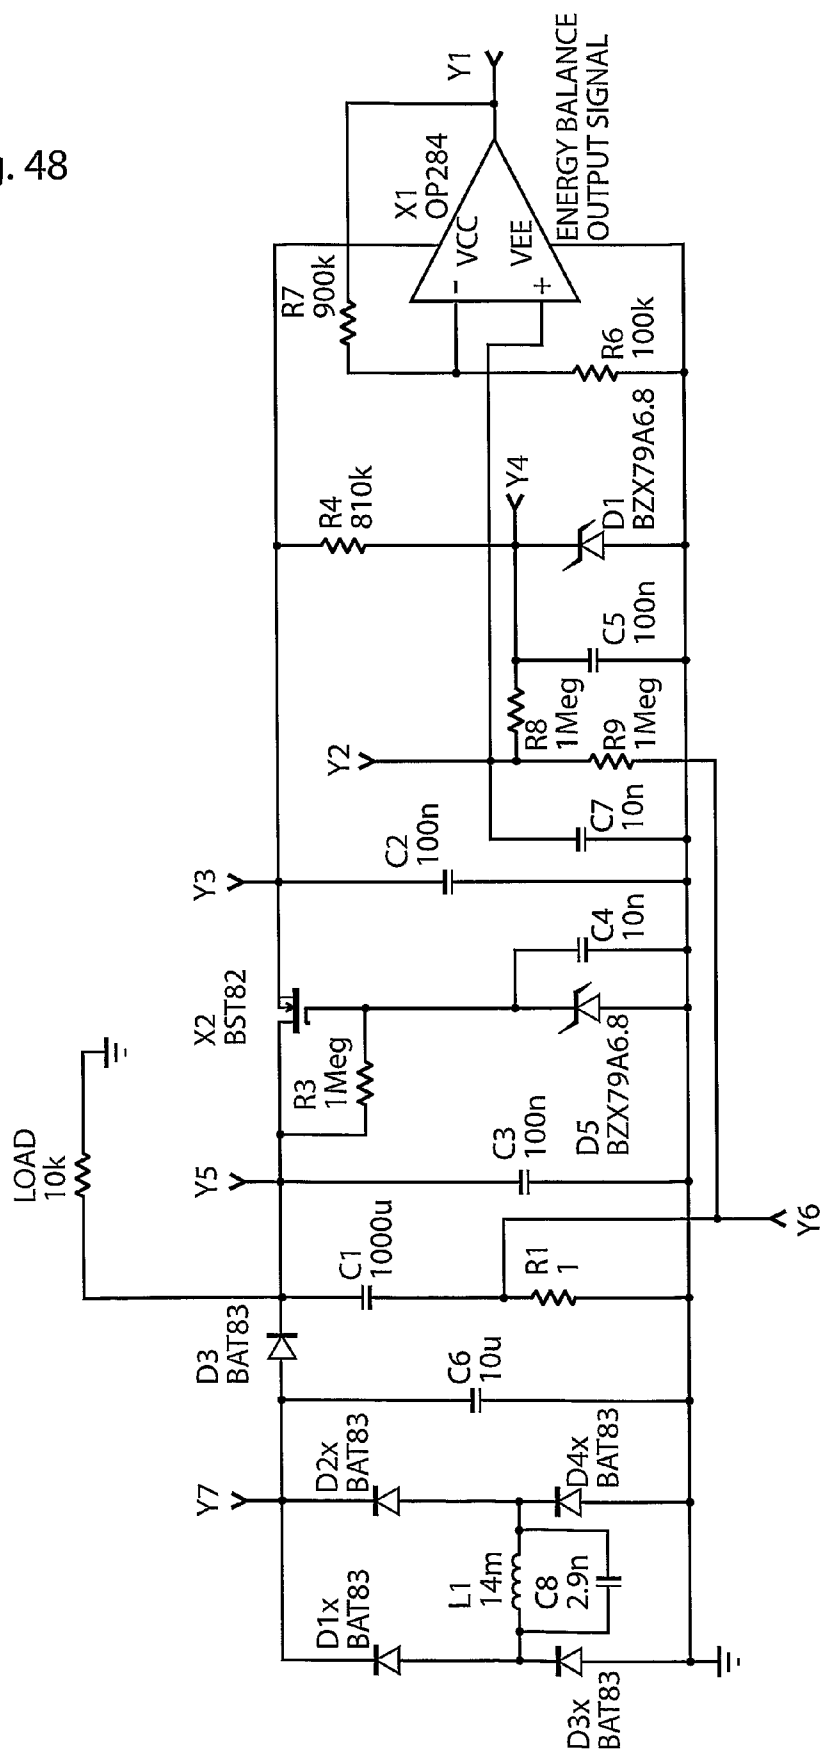 g. 48
LOAD
10k
Y7
D3
BAT83
Y5
X2
BST82
Y3
Y2
R4
810k
R7
900k
X1
OP284
Y1
VCC
VEE
-
+
ENERGY BALANCE
OUTPUT SIGNAL
D1x
BAT83
D2x
BAT83
C6
10u
C1
1000u
R1
1
R3
1Meg
C3
100n
D5
BZX79A6.8
C4
10n
C2
100n
C7
10n
R8
1Meg
R9
1Meg
C5
100n
Y4
D1
BZX79A6.8
R6
100k
L1
14m
C8
2.9n
D3x
BAT83
D4x
BAT83
Y6